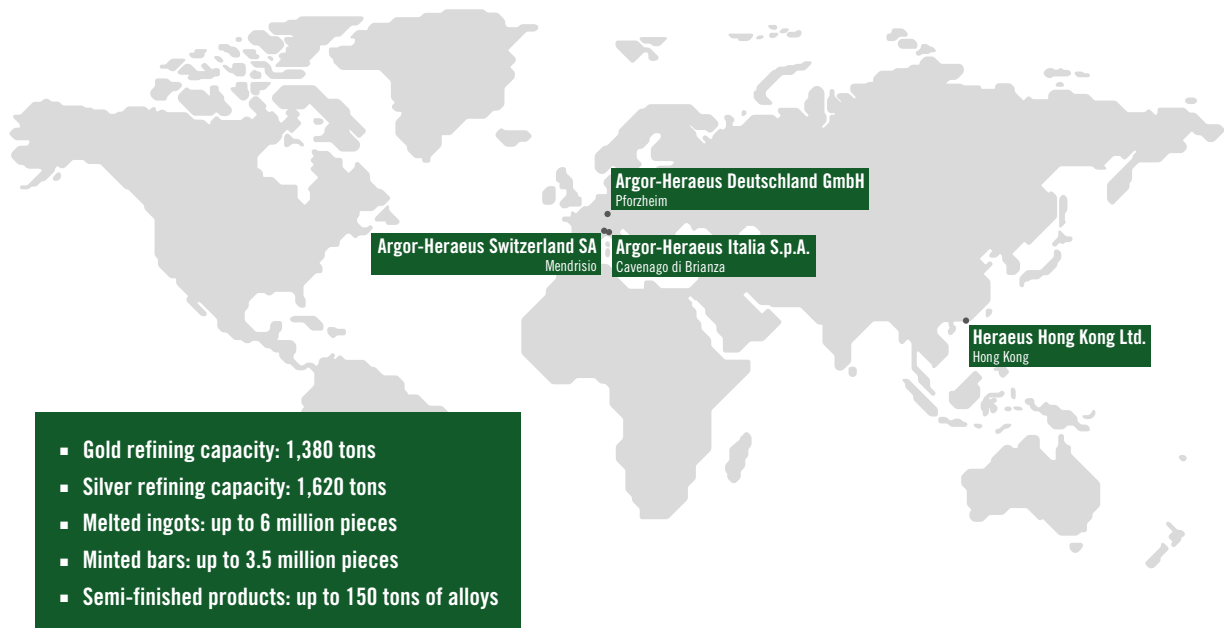 Argor-Heraeus Deutschland GmbH
Pforzheim
Argor-Heraeus Switzerland SA
Mendrisio
Argor-Heraeus Italia S.p.A.
Cavenago di Brianza
Heraeus Hong Kong Ltd.
Hong Kong
▪ Gold refining capacity: 1,380 tons
▪ Silver refining capacity: 1,620 tons
▪ Melted ingots: up to 6 million pieces
▪ Minted bars: up to 3.5 million pieces
▪ Semi-finished products: up to 150 tons of alloys